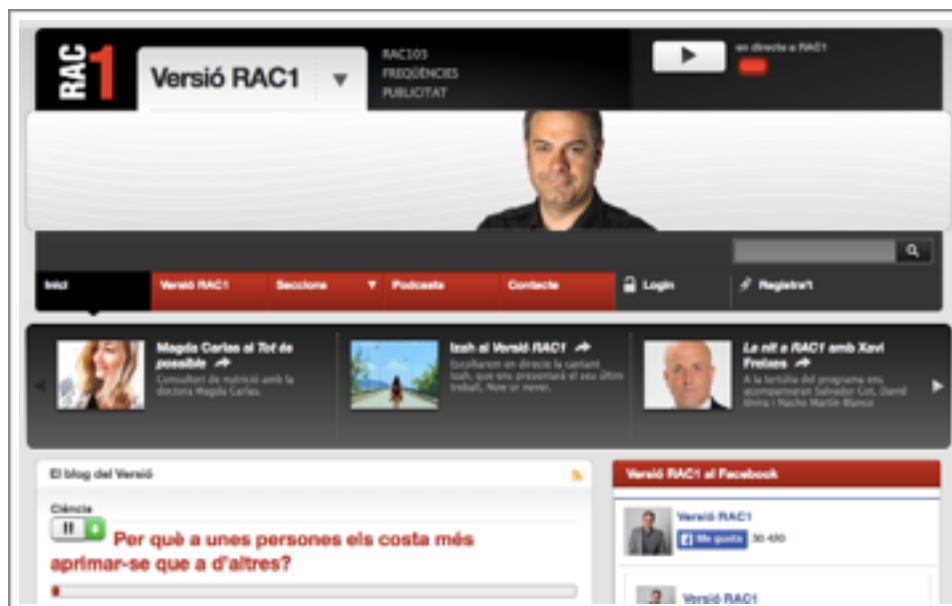 RAC1
Versió RAC1
RAC105
FREQÜÈNCIES
PUBLICITAT
en directe a RAC1
Inici
Versió RAC1
Seccions
Podcasts
Contacte
Login
Registra't
Magda Carlas al Tot és
possible
Consultori de nutrició amb la
doctora Magda Carlas.
Izah al Versió RAC1
Escoltarem en directe la cantant
Izah, que ens presentarà el seu últim
treball, Now or never.
La nit a RAC1 amb Xavi
Freixes
A la tertúlia del programa ens
acompanyaran Salvador Cot, David
Nacho Martín Blanco
El blog del Versió
Versió RAC1 al Facebook
Ciència
Per què a unes persones els costa més
aprimar-se que a d'altres?
Versió RAC1
Me gusta
Versió RAC1